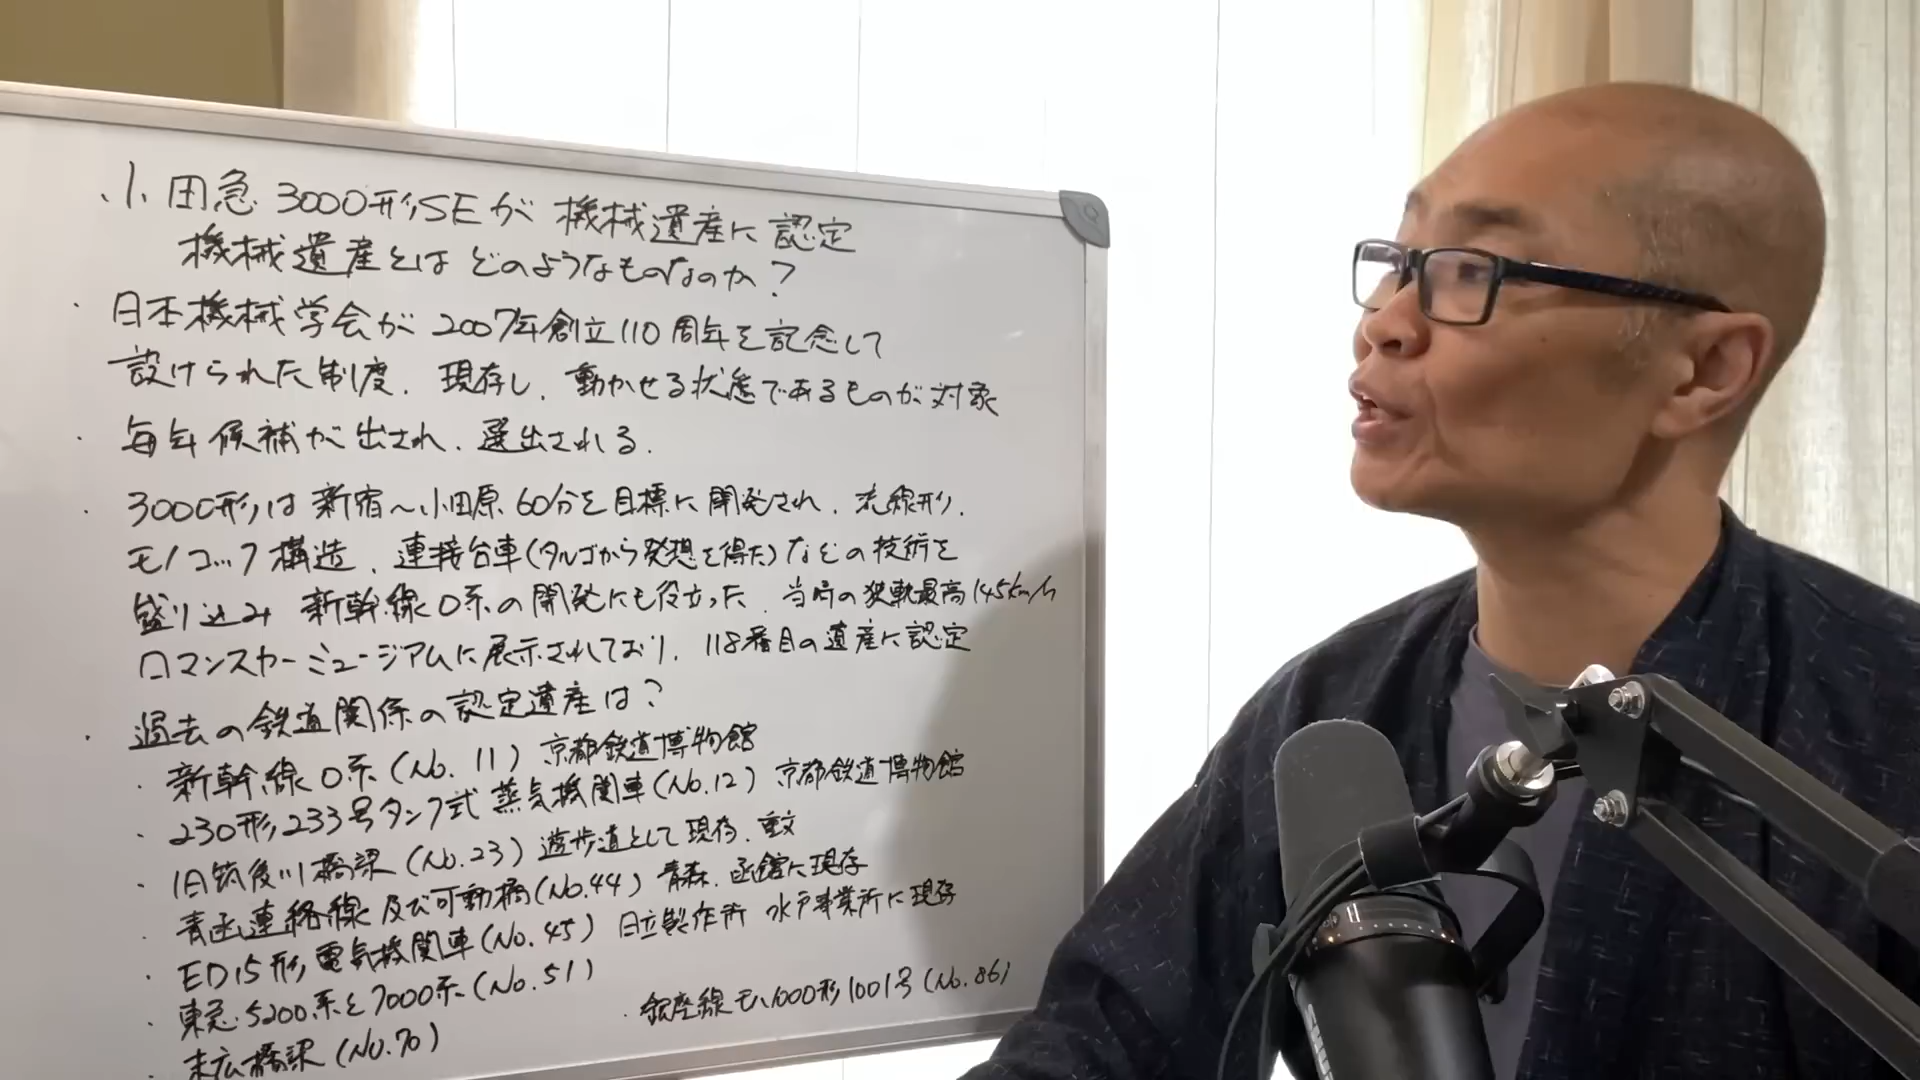 小田急3000形SEが機械遺産に認定
機械遺産とはどのようなものなのか?
・日本機械学会が2007年創立110周年を記念して
設けられた制度、現存し、動かせる状態であるものが対象
・毎年候補が出され、選出される。
・3000形は新宿〜小田原60分を目標に開発され、流線形、
モノコック構造、連接台車(タルゴから発想を得た)などの技術を
盛り込み新幹線0系の開発にも役立った、当時の狭軌最高145km/h
ロマンスカーミュージアムに展示されており、118番目の遺産に認定
・過去の鉄道関係の認定遺産は?
・新幹線0系(No.11)京都鉄道博物館
・230形,233号タンク式蒸気機関車(No.12)京都鉄道博物館
・旧筑後川橋梁(No.23)遊歩道として現存、重文
・青函連絡線及び可動橋(No.44)青森、函館に現存
・ED15形電気機関車(No.45)日立製作所 水戸事業所に現存
・東急5200系と7000系(No.51)
・銀座線モハ1000形1001号(No.86)
・末広橋梁(No.70)